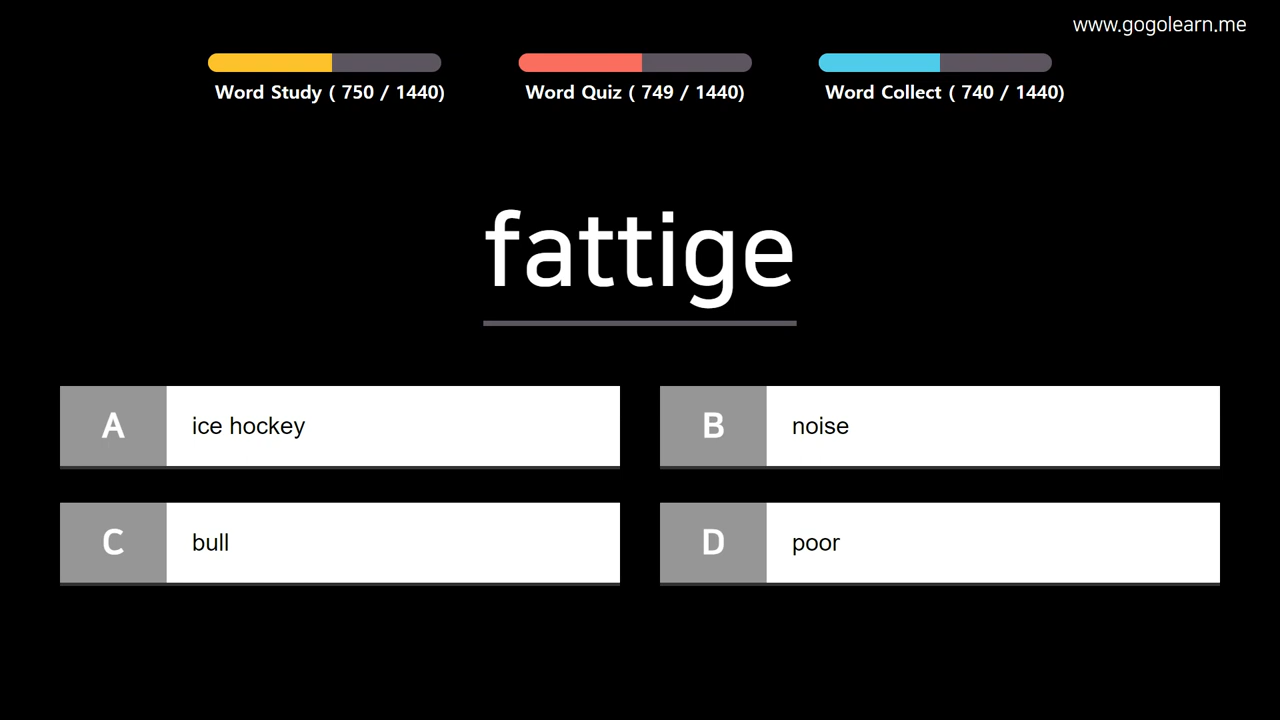 www.gogolearn.me
Word Study ( 750 / 1440)
Word Quiz ( 749 / 1440)
Word Collect ( 740 / 1440)
fattige
A ice hockey
B noise
C bull
D poor